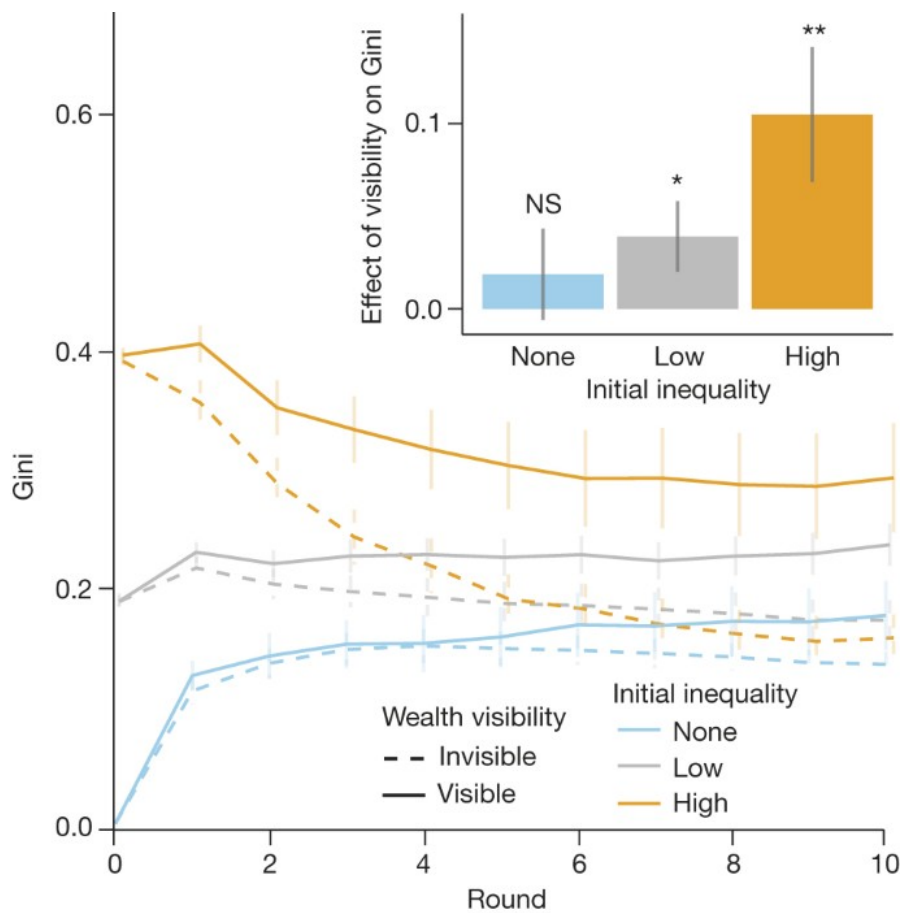 Effect of visibility on Gini
0.1
0.0
NS
*
**
None Low High
Initial inequality
Gini
0.6
0.4
0.2
0.0
0 2 4 6 8 10
Round
Wealth visibility
Invisible
Visible
Initial inequality
None
Low
High